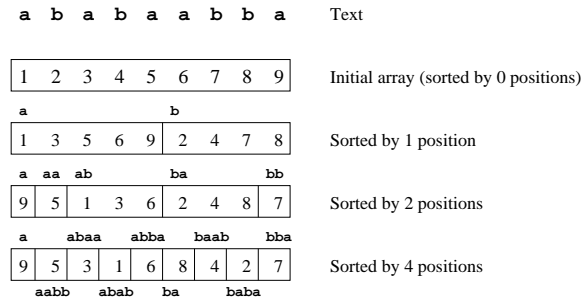 a b a b a a b b a Text
1 2 3 4 5 6 7 8 9 Initial array (sorted by 0 positions)
a b
1 3 5 6 9 2 4 7 8 Sorted by 1 position
a aa ab ba bb
9 5 1 3 6 2 4 8 7 Sorted by 2 positions
a abaa abba baab bba
9 5 3 1 6 8 4 2 7 Sorted by 4 positions
aabb abab ba baba